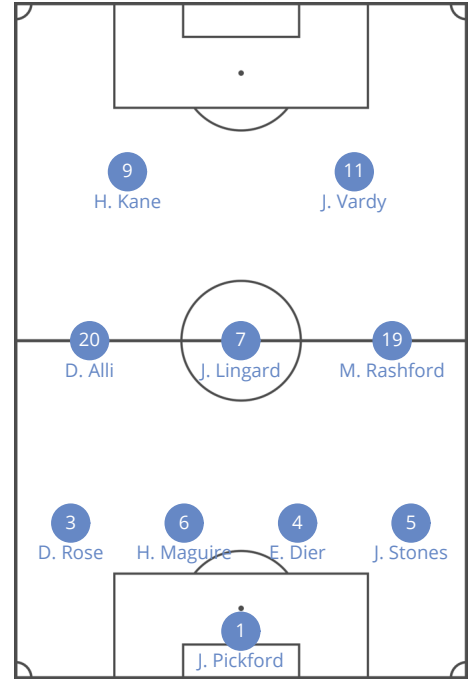 9
H. Kane
11
J. Vardy
20
D. Alli
7
J. Lingard
19
M. Rashford
3
D. Rose
6
H. Maguire
4
E. Dier
5
J. Stones
1
J. Pickford